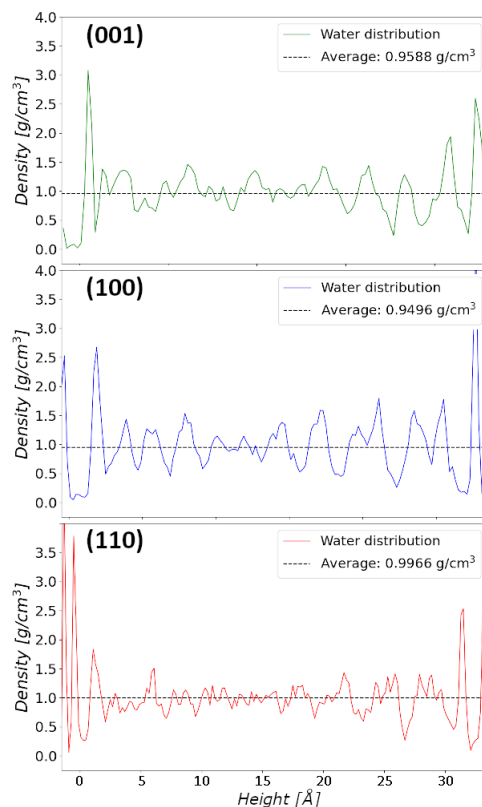 (001)
Water distribution
Average: 0.9588 g/cm³
Density [g/cm³]
4.0
3.5
3.0
2.5
2.0
1.5
1.0
0.5
0.0
(100)
Water distribution
Average: 0.9496 g/cm³
Density [g/cm³]
4.0
3.5
3.0
2.5
2.0
1.5
1.0
0.5
0.0
(110)
Water distribution
Average: 0.9966 g/cm³
Density [g/cm³]
3.5
3.0
2.5
2.0
1.5
1.0
0.5
0.0
0 5 10 15 20 25 30
Height [Å]